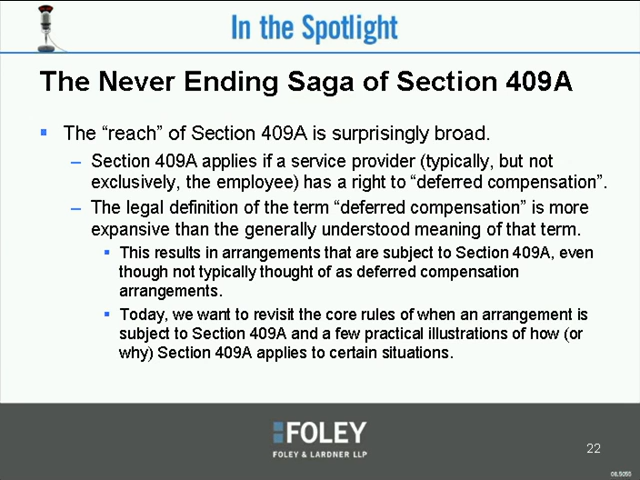 In the Spotlight
The Never Ending Saga of Section 409A
▪ The “reach” of Section 409A is surprisingly broad.
– Section 409A applies if a service provider (typically, but not
exclusively, the employee) has a right to “deferred compensation”.
– The legal definition of the term “deferred compensation” is more
expansive than the generally understood meaning of that term.
▪ This results in arrangements that are subject to Section 409A, even
though not typically thought of as deferred compensation
arrangements.
▪ Today, we want to revisit the core rules of when an arrangement is
subject to Section 409A and a few practical illustrations of how (or
why) Section 409A applies to certain situations.
FOLEY
FOLEY & LARDNER LLP
22